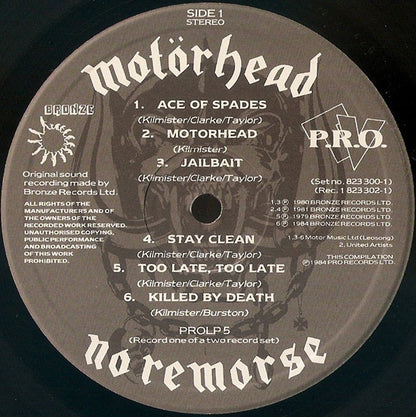 SIDE 1
STEREO
motörhead
BRONZE
1. ACE OF SPADES
(Kilmister/Clarke/Taylor)
2. MOTORHEAD
(Kilmister)
3. JAILBAIT
(Kilmister/Clarke/Taylor)
P.R.O.
Original sound
recording made by
Bronze Records Ltd.
(Set no. 823 300-1)
(Rec. 1 823 302-1)
ALL RIGHTS OF THE
MANUFACTURERS AND OF
THE OWNERS OF THE
RECORDED WORK RESERVED.
UNAUTHORISED COPYING,
PUBLIC PERFORMANCE
AND BROADCASTING
OF THIS WORK
PROHIBITED.
1.3 ℗ 1980 BRONZE RECORDS LTD.
2.4 ℗ 1981 BRONZE RECORDS LTD.
5 ℗ 1979 BRONZE RECORDS LTD.
6 ℗ 1984 BRONZE RECORDS LTD.
1.3-6 Motor Music Ltd (Leosong)
2. United Artists
THIS COMPILATION
℗ 1984 PRO RECORDS LTD.
4. STAY CLEAN
(Kilmister/Clarke/Taylor)
5. TOO LATE, TOO LATE
(Kilmister/Clarke/Taylor)
6. KILLED BY DEATH
(Kilmister/Burston)
PROLP 5
(Record one of a two record set)
no remorse